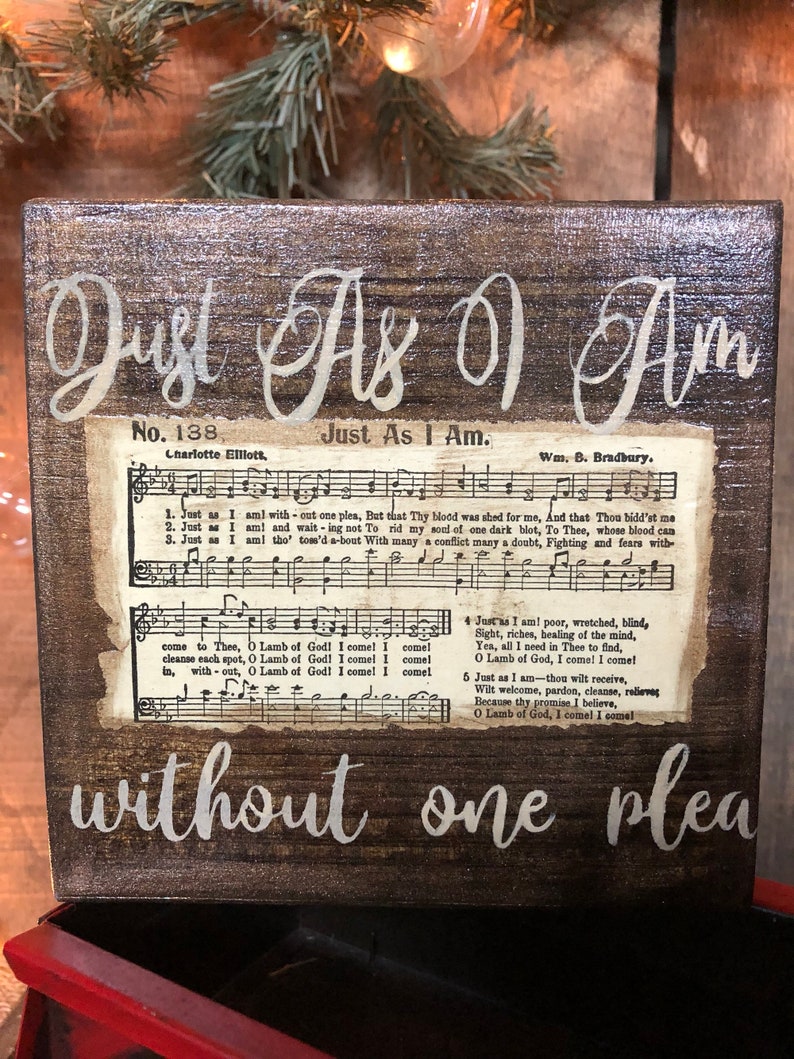 Just As I Am
No. 138. Just As I Am.
Charlotte Elliott. Wm. B. Bradbury.
1. Just as I am! with - out one plea, But that Thy blood was shed for me, And that Thou bidd'st me
2. Just as I am! and wait - ing not To rid my soul of one dark blot, To Thee, whose blood can
3. Just as I am! tho' toss'd a-bout With many a conflict many a doubt, Fighting and fears with-
come to Thee, O Lamb of God! I come! I come!
cleanse each spot, O Lamb of God! I come! I come!
in, with - out, O Lamb of God! I come! I come!
4 Just as I am! poor, wretched, blind,
Sight, riches, healing of the mind,
Yea, all I need in Thee to find,
O Lamb of God, I come! I come!
5 Just as I am—thou wilt receive,
Wilt welcome, pardon, cleanse, relieve;
Because thy promise I believe,
O Lamb of God, I come! I come!
without one plea